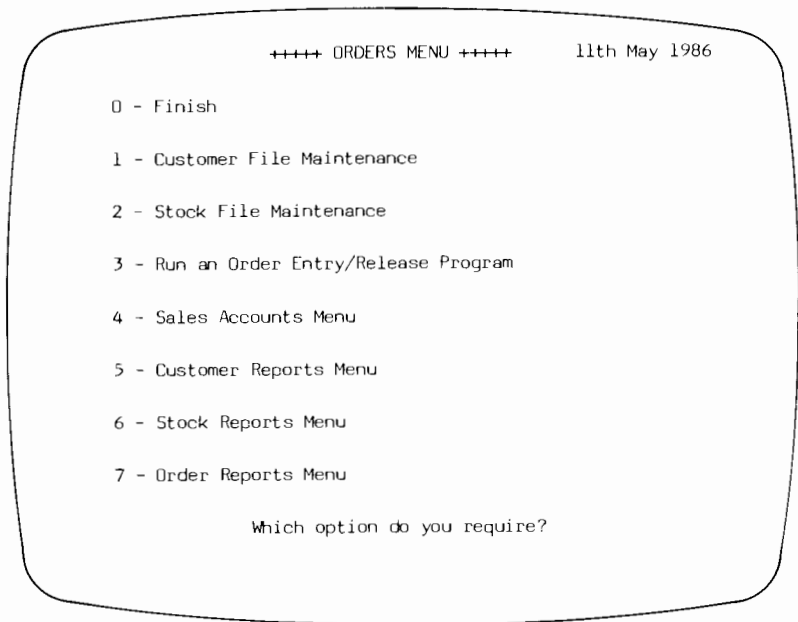 +++++ ORDERS MENU +++++ 11th May 1986
0 - Finish
1 - Customer File Maintenance
2 - Stock File Maintenance
3 - Run an Order Entry/Release Program
4 - Sales Accounts Menu
5 - Customer Reports Menu
6 - Stock Reports Menu
7 - Order Reports Menu
Which option do you require?